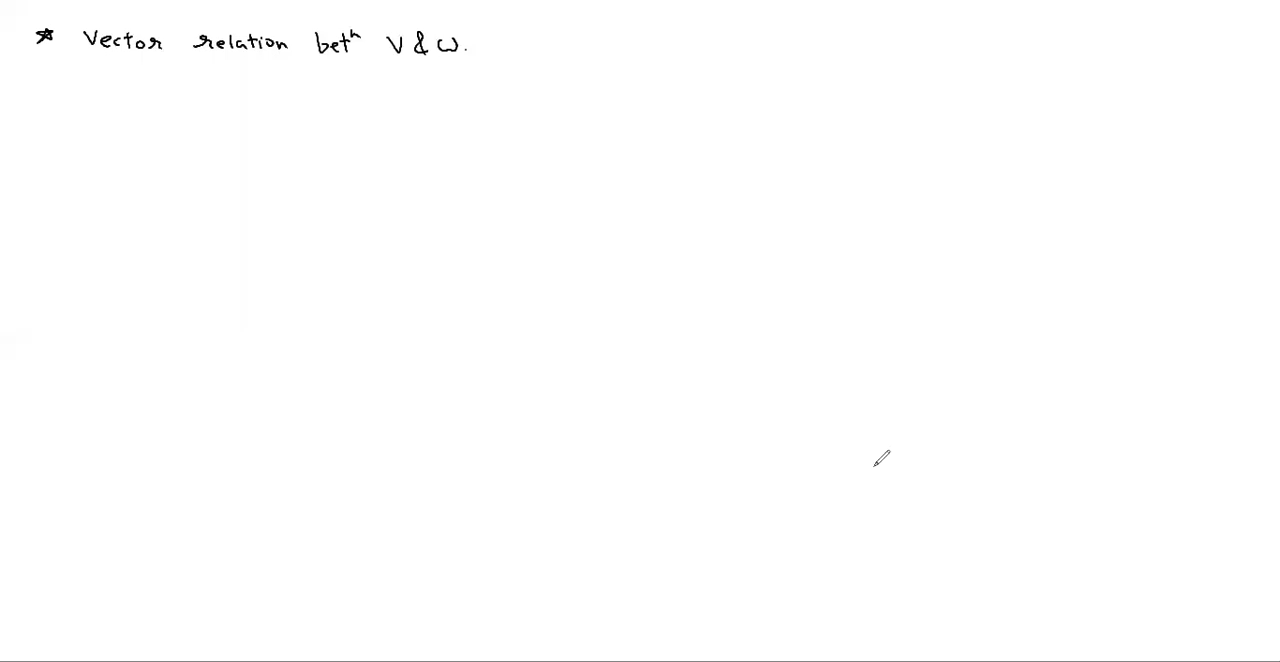 * Vector relation betⁿ V & ω.